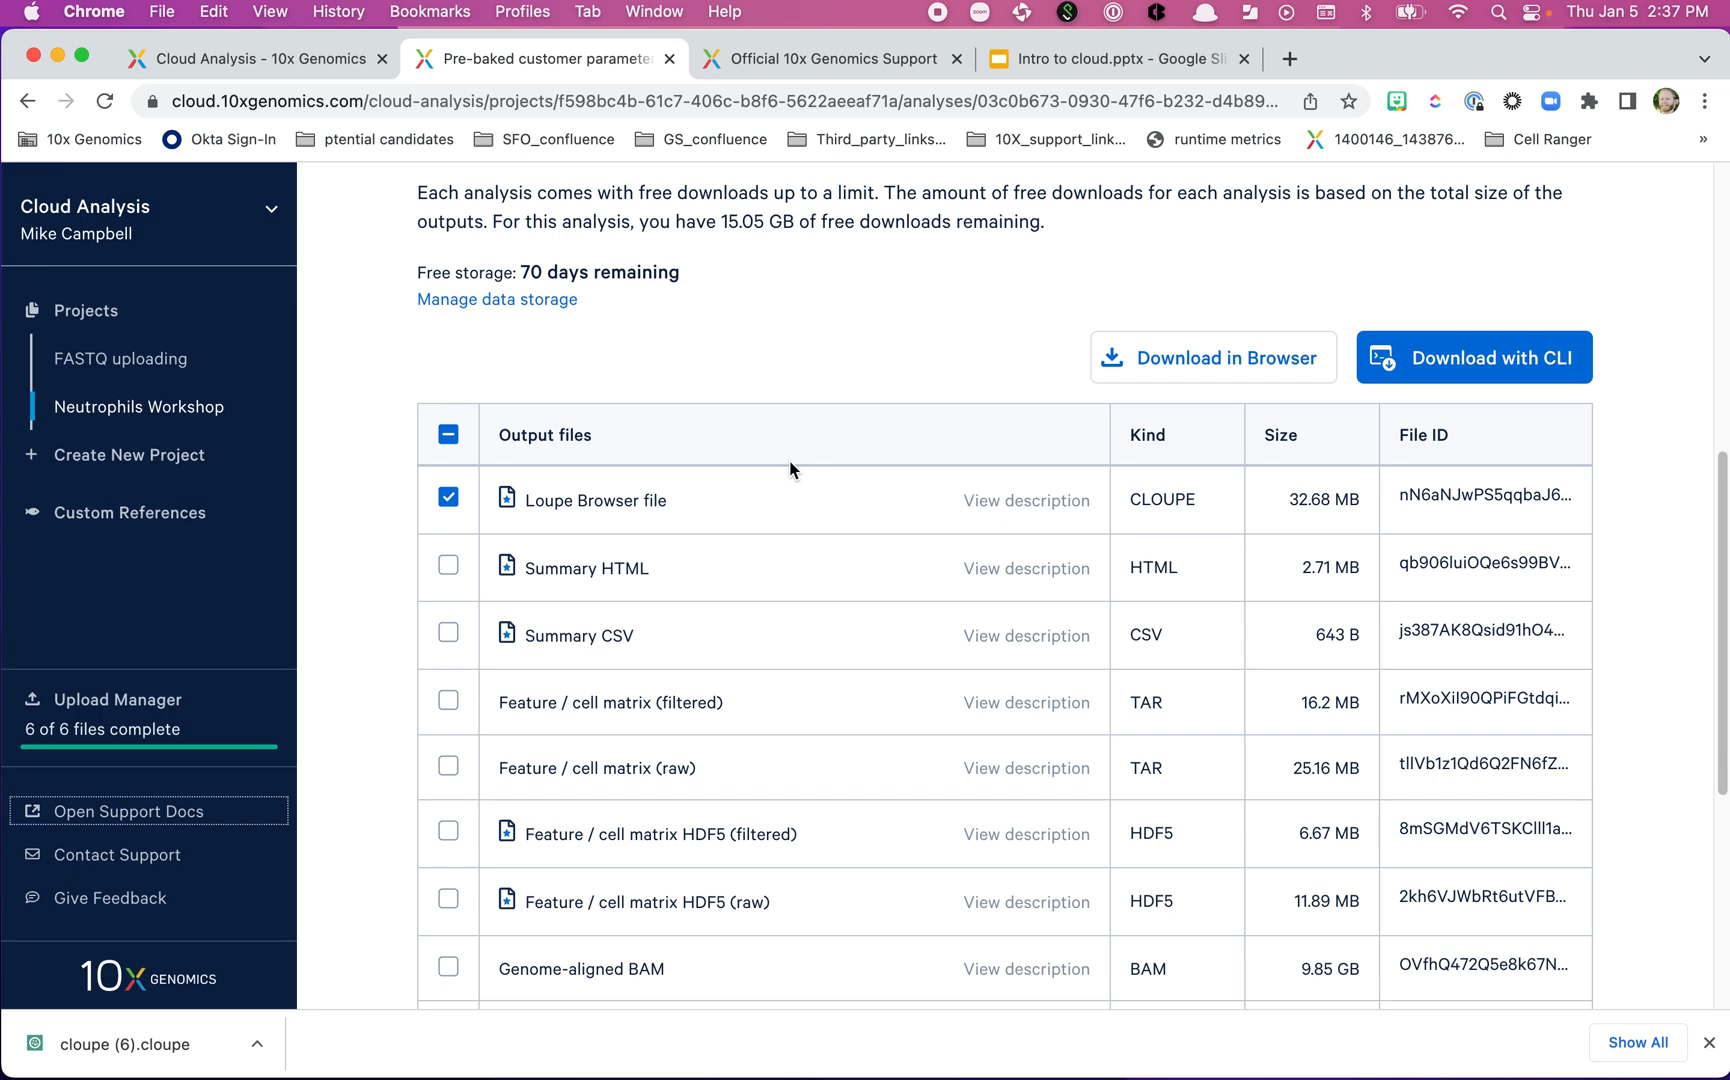 Chrome File Edit View History Bookmarks Profiles Tab Window Help
zoom
Thu Jan 5 2:37 PM
Cloud Analysis - 10x Genomics
Pre-baked customer paramete
Official 10x Genomics Support
Intro to cloud.pptx - Google Sli
cloud.10xgenomics.com/cloud-analysis/projects/f598bc4b-61c7-406c-b8f6-5622aeeaf71a/analyses/03c0b673-0930-47f6-b232-d4b89...
10x Genomics
Okta Sign-In
ptential candidates
SFO_confluence
GS_confluence
Third_party_links...
10X_support_link...
runtime metrics
1400146_143876...
Cell Ranger
»
Cloud Analysis
Mike Campbell
Projects
FASTQ uploading
Neutrophils Workshop
+ Create New Project
Custom References
Upload Manager
6 of 6 files complete
Open Support Docs
Contact Support
Give Feedback
10X GENOMICS
Each analysis comes with free downloads up to a limit. The amount of free downloads for each analysis is based on the total size of the
outputs. For this analysis, you have 15.05 GB of free downloads remaining.
Free storage: 70 days remaining
Manage data storage
Download in Browser
Download with CLI
Output files Kind Size File ID
Loupe Browser file View description CLOUPE 32.68 MB nN6aNJwPS5qqbaJ6...
Summary HTML View description HTML 2.71 MB qb906luiOQe6s99BV...
Summary CSV View description CSV 643 B js387AK8Qsid91hO4...
Feature / cell matrix (filtered) View description TAR 16.2 MB rMXoXiI90QPiFGtdqi...
Feature / cell matrix (raw) View description TAR 25.16 MB tIlVb1z1Qd6Q2FN6fZ...
Feature / cell matrix HDF5 (filtered) View description HDF5 6.67 MB 8mSGMdV6TSKClll1a...
Feature / cell matrix HDF5 (raw) View description HDF5 11.89 MB 2kh6VJWbRt6utVFB...
Genome-aligned BAM View description BAM 9.85 GB OVfhQ472Q5e8k67N...
cloupe (6).cloupe
Show All